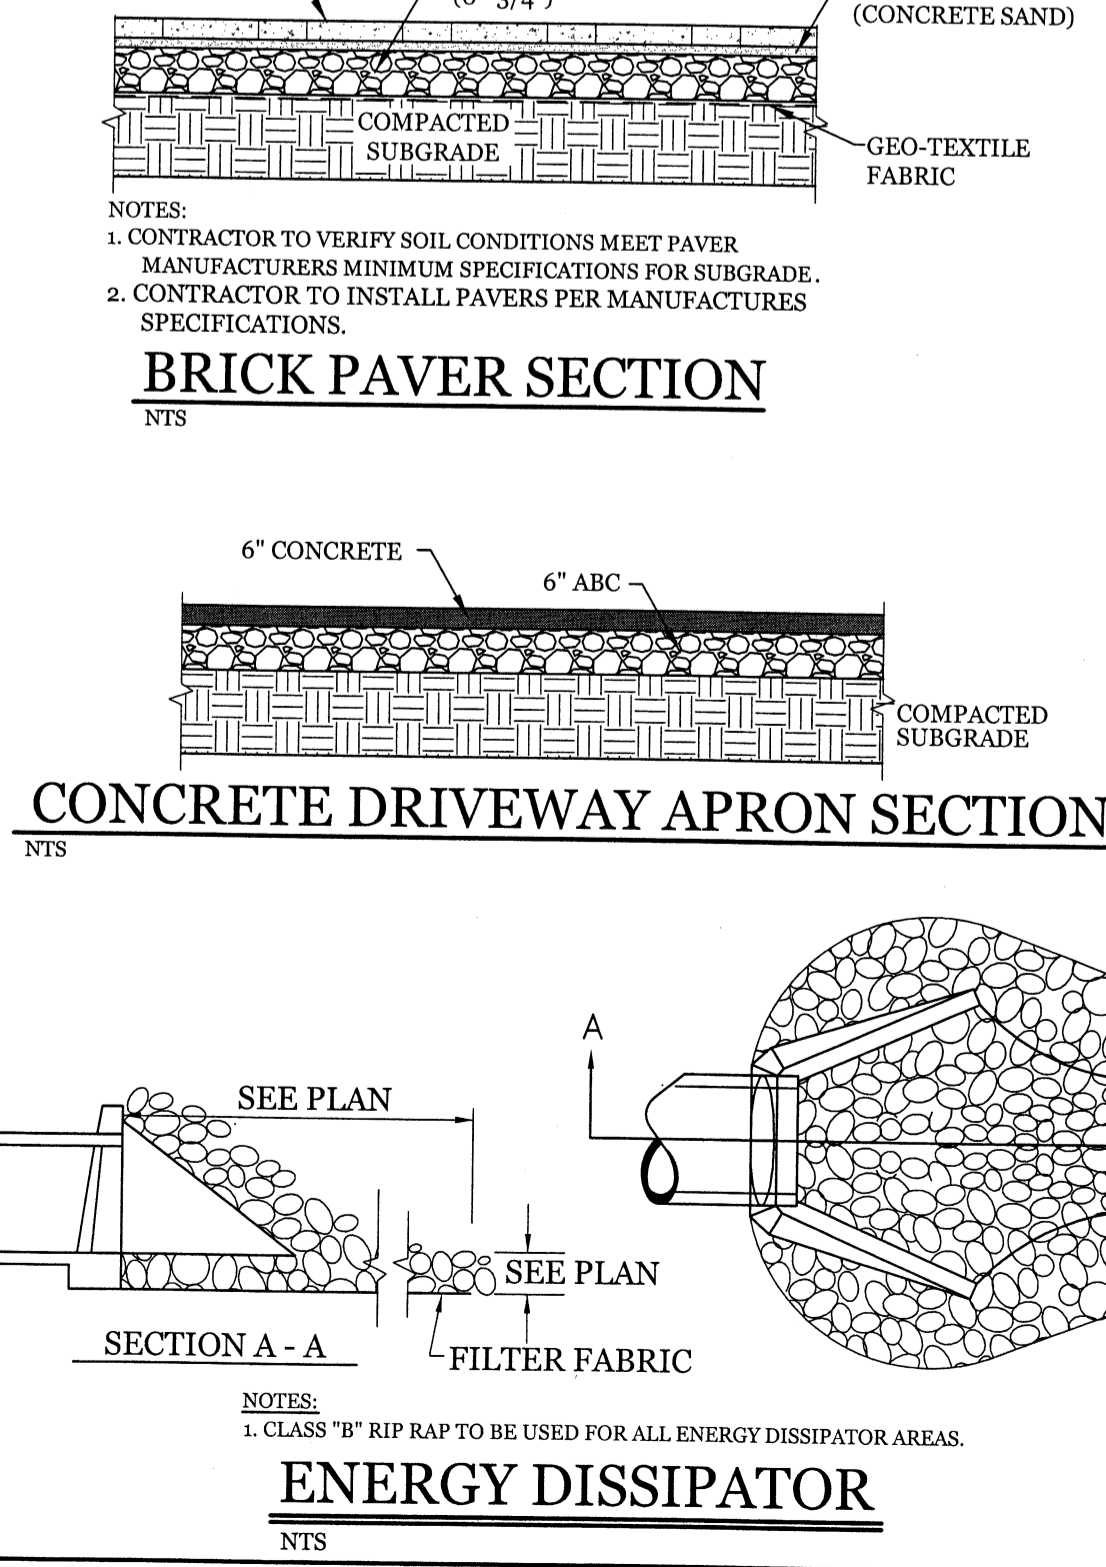 (CONCRETE SAND)
COMPACTED
SUBGRADE
GEO-TEXTILE
FABRIC
NOTES:
1. CONTRACTOR TO VERIFY SOIL CONDITIONS MEET PAVER
MANUFACTURERS MINIMUM SPECIFICATIONS FOR SUBGRADE.
2. CONTRACTOR TO INSTALL PAVERS PER MANUFACTURES
SPECIFICATIONS.
BRICK PAVER SECTION
NTS
6" CONCRETE
6" ABC
COMPACTED
SUBGRADE
CONCRETE DRIVEWAY APRON SECTION
NTS
A
SEE PLAN
SEE PLAN
SECTION A - A
FILTER FABRIC
NOTES:
1. CLASS "B" RIP RAP TO BE USED FOR ALL ENERGY DISSIPATOR AREAS.
ENERGY DISSIPATOR
NTS